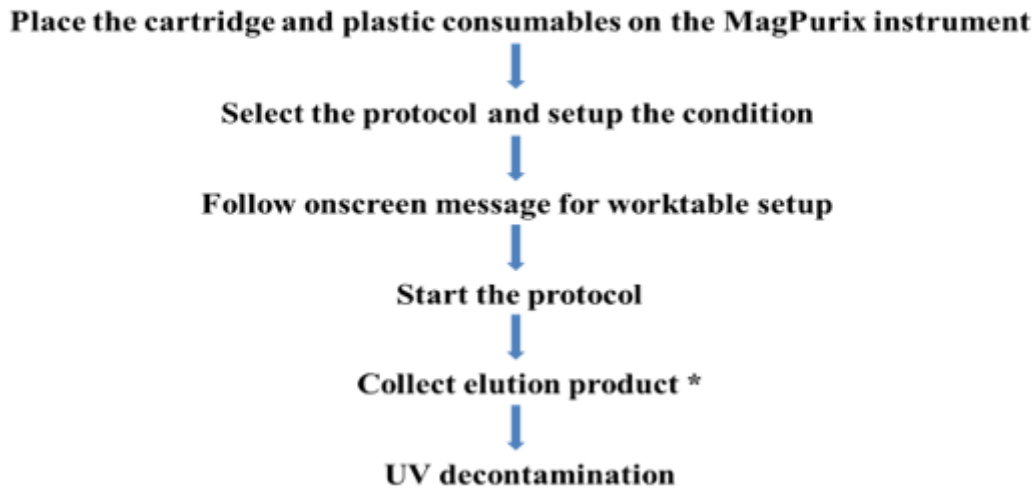 Place the cartridge and plastic consumables on the MagPurix instrument
Select the protocol and setup the condition
Follow onscreen message for worktable setup
Start the protocol
Collect elution product *
UV decontamination